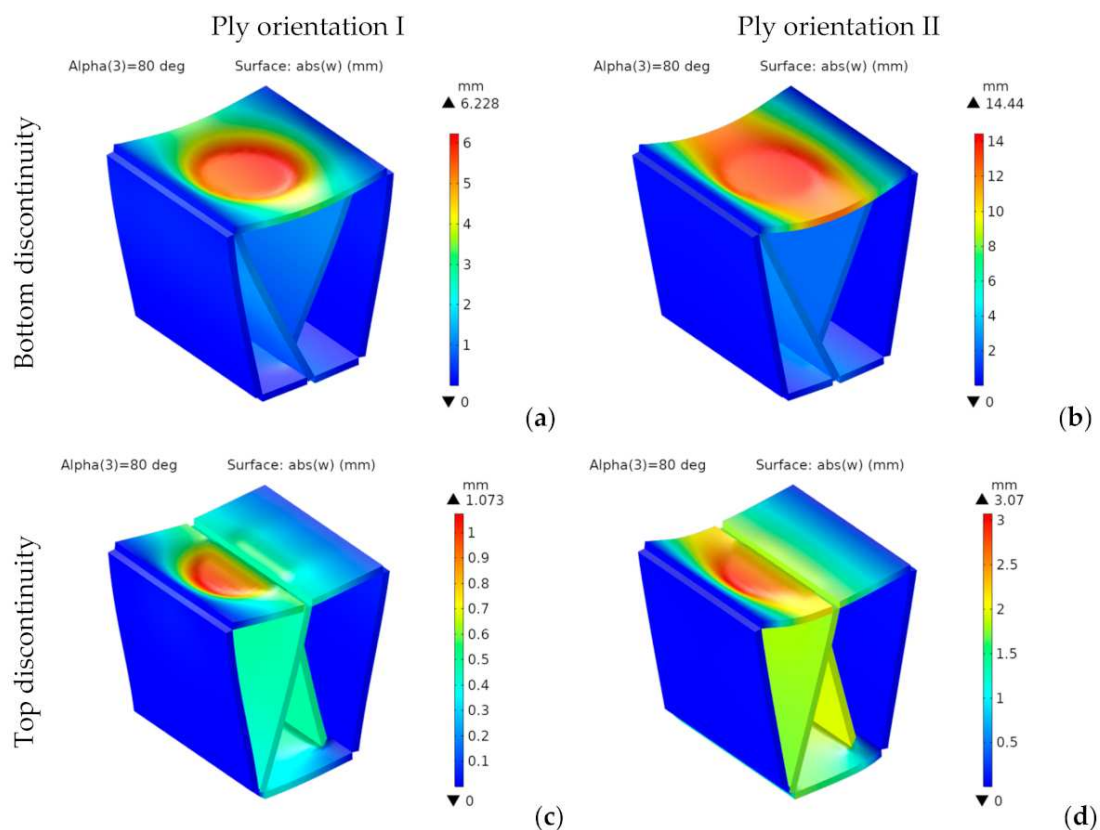 Ply orientation I
Ply orientation II
Bottom discontinuity
Alpha(3)=80 deg Surface: abs(w) (mm)
mm
▲ 6.228
6
5
4
3
2
1
▼ 0
(a)
Alpha(3)=80 deg Surface: abs(w) (mm)
mm
▲ 14.44
14
12
10
8
6
4
2
▼ 0
(b)
Top discontinuity
Alpha(3)=80 deg Surface: abs(w) (mm)
mm
▲ 1.073
1
0.9
0.8
0.7
0.6
0.5
0.4
0.3
0.2
0.1
▼ 0
(c)
Alpha(3)=80 deg Surface: abs(w) (mm)
mm
▲ 3.07
3
2.5
2
1.5
1
0.5
▼ 0
(d)